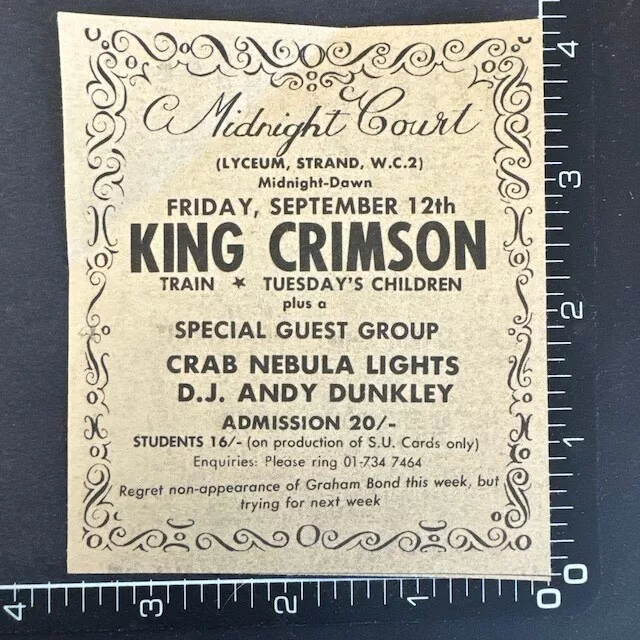 Midnight Court
(LYCEUM, STRAND, W.C.2)
Midnight-Dawn
FRIDAY, SEPTEMBER 12th
KING CRIMSON
TRAIN ★ TUESDAY'S CHILDREN
plus a
SPECIAL GUEST GROUP
CRAB NEBULA LIGHTS
D.J. ANDY DUNKLEY
ADMISSION 20/-
STUDENTS 16/- (on production of S.U. Cards only)
Enquiries: Please ring 01-734 7464
Regret non-appearance of Graham Bond this week, but
trying for next week
4
3
2
1
0
4
3
2
1
0